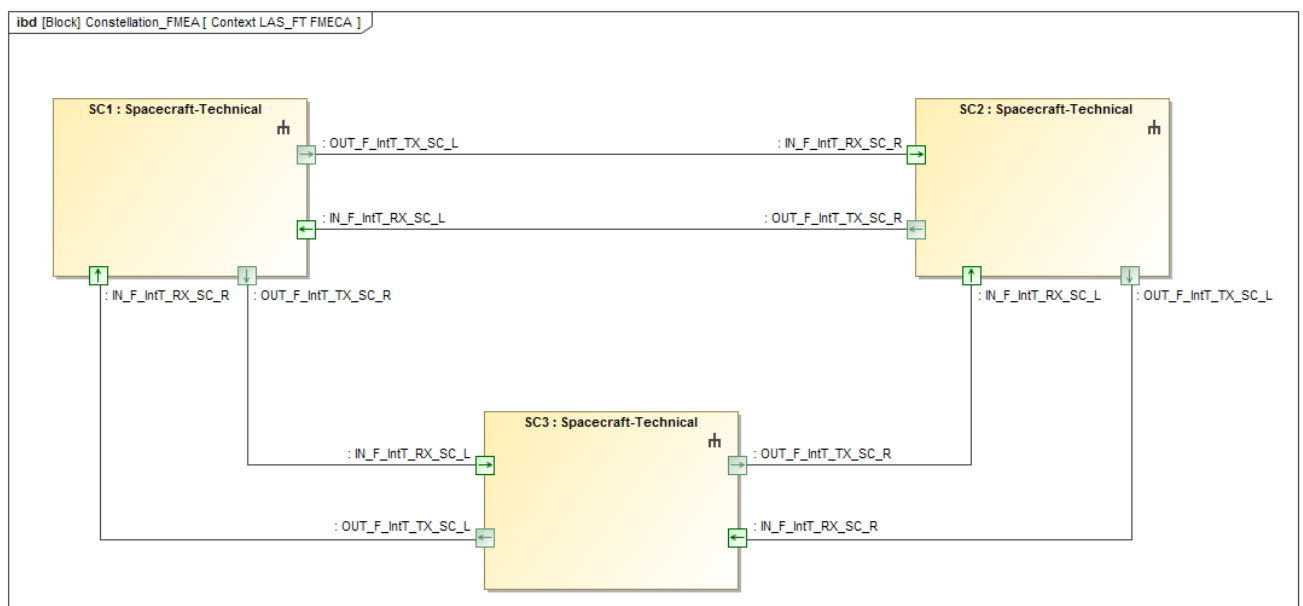 ibd [Block] Constellation_FMEA [ Context LAS_FT FMECA ]
SC1 : Spacecraft-Technical
SC2 : Spacecraft-Technical
: OUT_F_IntT_TX_SC_L
: IN_F_IntT_RX_SC_R
: IN_F_IntT_RX_SC_L
: OUT_F_IntT_TX_SC_R
: IN_F_IntT_RX_SC_R
: OUT_F_IntT_TX_SC_R
: IN_F_IntT_RX_SC_L
: OUT_F_IntT_TX_SC_L
SC3 : Spacecraft-Technical
: IN_F_IntT_RX_SC_L
: OUT_F_IntT_TX_SC_R
: OUT_F_IntT_TX_SC_L
: IN_F_IntT_RX_SC_R